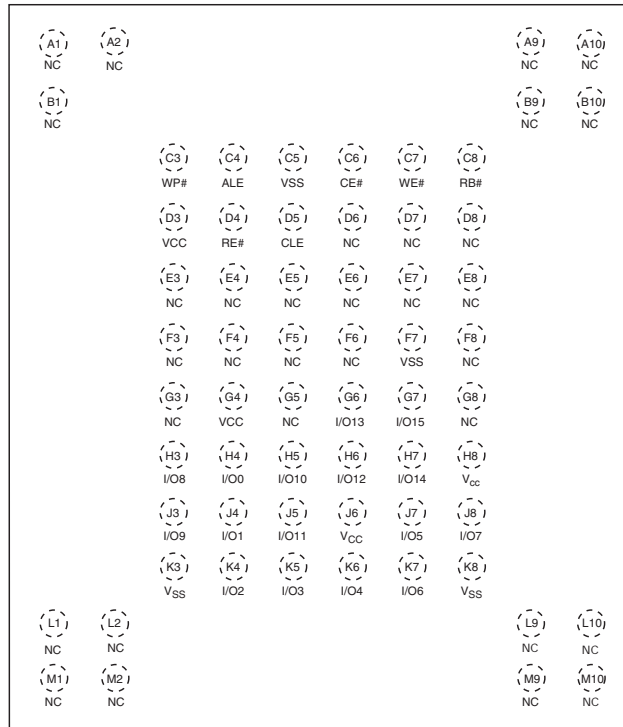 A1 A2 A9 A10
NC NC NC NC
B1 B9 B10
NC NC NC
C3 C4 C5 C6 C7 C8
WP# ALE VSS CE# WE# RB#
D3 D4 D5 D6 D7 D8
VCC RE# CLE NC NC NC
E3 E4 E5 E6 E7 E8
NC NC NC NC NC NC
F3 F4 F5 F6 F7 F8
NC NC NC NC VSS NC
G3 G4 G5 G6 G7 G8
NC VCC NC I/O13 I/O15 NC
H3 H4 H5 H6 H7 H8
I/O8 I/O0 I/O10 I/O12 I/O14 Vcc
J3 J4 J5 J6 J7 J8
I/O9 I/O1 I/O11 VCC I/O5 I/O7
K3 K4 K5 K6 K7 K8
VSS I/O2 I/O3 I/O4 I/O6 VSS
L1 L2 L9 L10
NC NC NC NC
M1 M2 M9 M10
NC NC NC NC